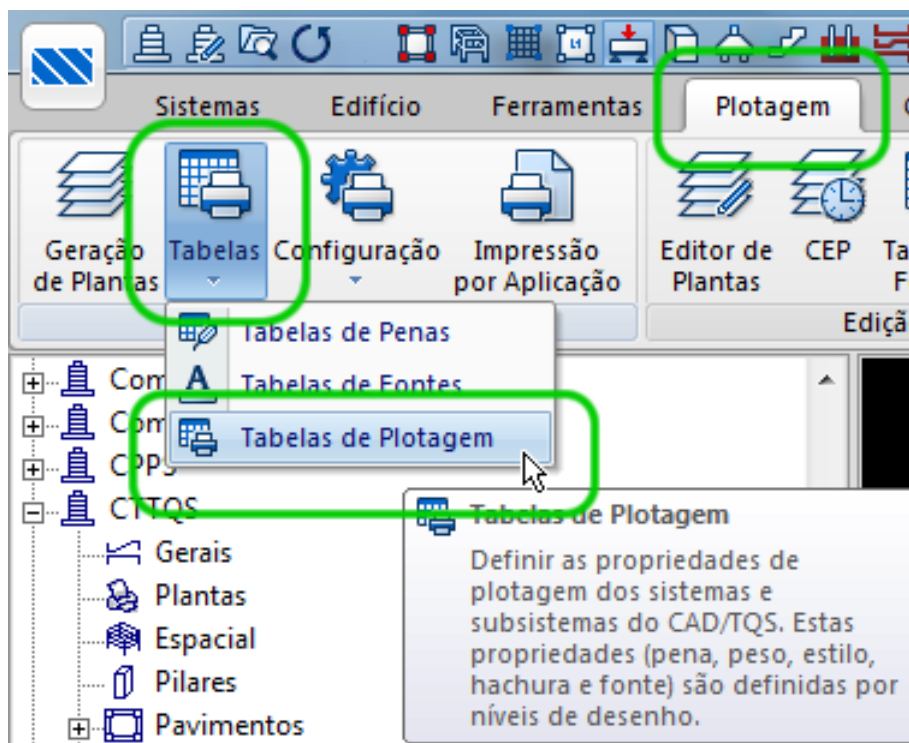 Sistemas Edifício Ferramentas Plotagem
Geração de Plantas
Tabelas
Configuração
Impressão por Aplicação
Editor de Plantas
CEP
Tabelas de Penas
Tabelas de Fontes
Tabelas de Plotagem
CPPS
CTTQS
Gerais
Plantas
Espacial
Pilares
Pavimentos
Tabelas de Plotagem
Definir as propriedades de
plotagem dos sistemas e
subsistemas do CAD/TQS. Estas
propriedades (pena, peso, estilo,
hachura e fonte) são definidas por
níveis de desenho.